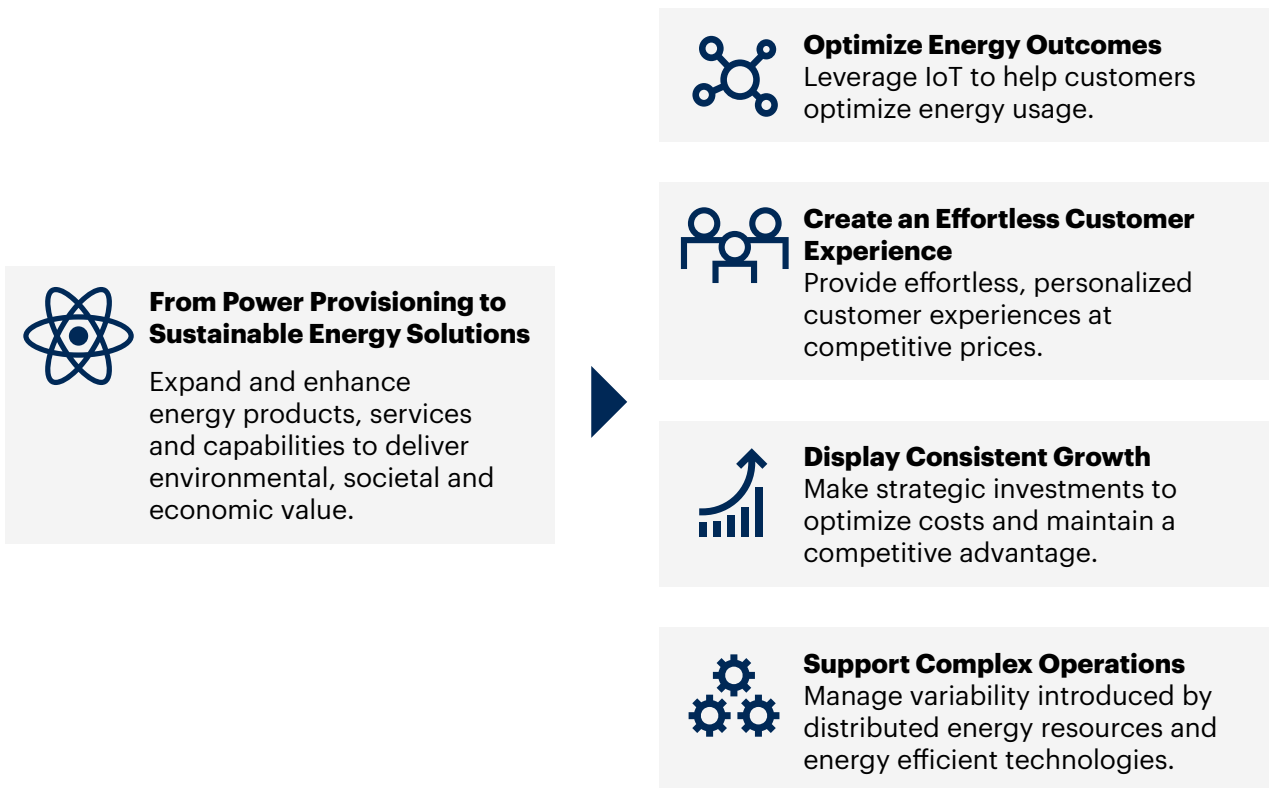 From Power Provisioning to
Sustainable Energy Solutions
Expand and enhance
energy products, services
and capabilities to deliver
environmental, societal and
economic value.
Optimize Energy Outcomes
Leverage IoT to help customers
optimize energy usage.
Create an Effortless Customer
Experience
Provide effortless, personalized
customer experiences at
competitive prices.
Display Consistent Growth
Make strategic investments to
optimize costs and maintain a
competitive advantage.
Support Complex Operations
Manage variability introduced by
distributed energy resources and
energy efficient technologies.